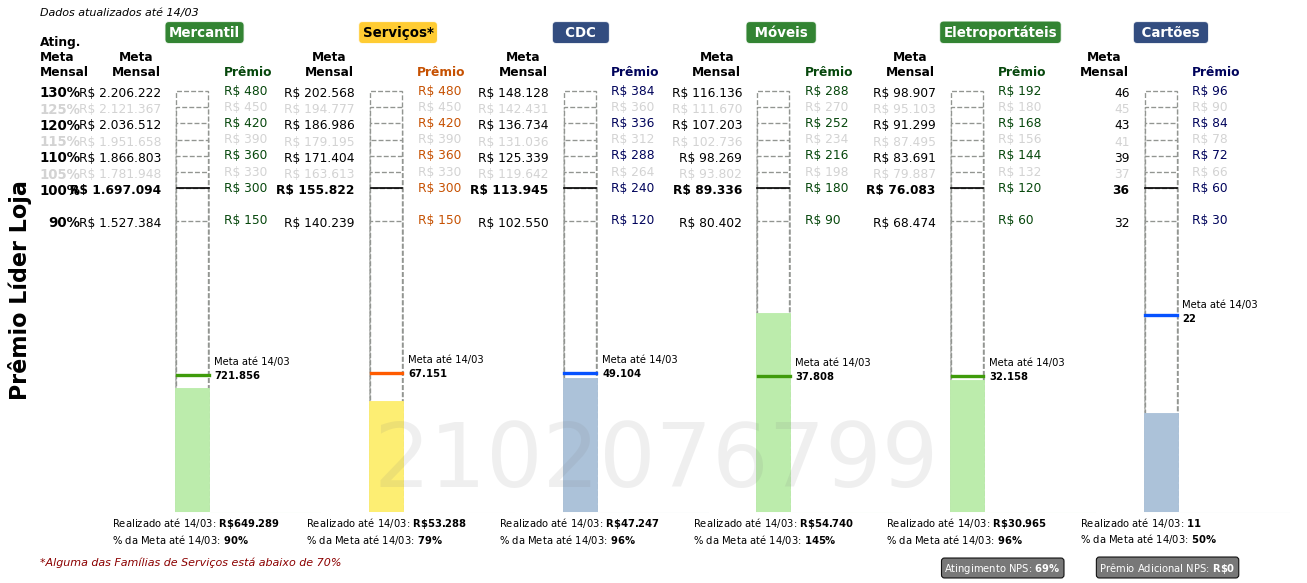 Dados atualizados até 14/03
Mercantil Serviços* CDC Móveis Eletroportáteis Cartões
Ating. Meta Mensal
Meta Mensal Prêmio Meta Mensal Prêmio Meta Mensal Prêmio Meta Mensal Prêmio Meta Mensal Prêmio Meta Mensal Prêmio
130% R$ 2.206.222 R$ 480 R$ 202.568 R$ 480 R$ 148.128 R$ 384 R$ 116.136 R$ 288 R$ 98.907 R$ 192 46 R$ 96
125% R$ 2.121.367 R$ 450 R$ 194.777 R$ 450 R$ 142.431 R$ 360 R$ 111.670 R$ 270 R$ 95.103 R$ 180 45 R$ 90
120% R$ 2.036.512 R$ 420 R$ 186.986 R$ 420 R$ 136.734 R$ 336 R$ 107.203 R$ 252 R$ 91.299 R$ 168 43 R$ 84
115% R$ 1.951.658 R$ 390 R$ 179.195 R$ 390 R$ 131.036 R$ 312 R$ 102.736 R$ 234 R$ 87.495 R$ 156 41 R$ 78
110% R$ 1.866.803 R$ 360 R$ 171.404 R$ 360 R$ 125.339 R$ 288 R$ 98.269 R$ 216 R$ 83.691 R$ 144 39 R$ 72
105% R$ 1.781.948 R$ 330 R$ 163.613 R$ 330 R$ 119.642 R$ 264 R$ 93.802 R$ 198 R$ 79.887 R$ 132 37 R$ 66
100% R$ 1.697.094 R$ 300 R$ 155.822 R$ 300 R$ 113.945 R$ 240 R$ 89.336 R$ 180 R$ 76.083 R$ 120 36 R$ 60
90% R$ 1.527.384 R$ 150 R$ 140.239 R$ 150 R$ 102.550 R$ 120 R$ 80.402 R$ 90 R$ 68.474 R$ 60 32 R$ 30
Prêmio Líder Loja
Meta até 14/03
721.856
Meta até 14/03
67.151
Meta até 14/03
49.104
Meta até 14/03
37.808
Meta até 14/03
32.158
Meta até 14/03
22
2102076799
Realizado até 14/03: R$649.289
% da Meta até 14/03: 90%
Realizado até 14/03: R$53.288
% da Meta até 14/03: 79%
Realizado até 14/03: R$47.247
% da Meta até 14/03: 96%
Realizado até 14/03: R$54.740
% da Meta até 14/03: 145%
Realizado até 14/03: R$30.965
% da Meta até 14/03: 96%
Realizado até 14/03: 11
% da Meta até 14/03: 50%
*Alguma das Famílias de Serviços está abaixo de 70%
Atingimento NPS: 69%
Prêmio Adicional NPS: R$0